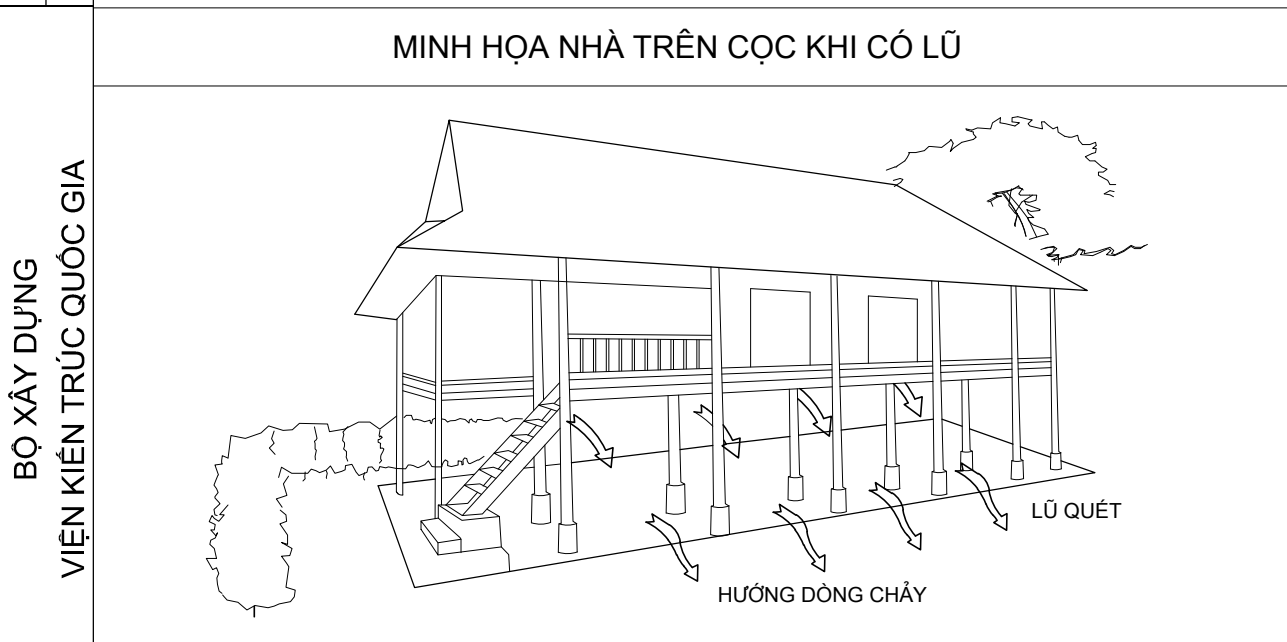 MINH HỌA NHÀ TRÊN CỌC KHI CÓ LŨ
BỘ XÂY DỰNG
VIỆN KIẾN TRÚC QUỐC GIA
LŨ QUÉT
HƯỚNG DÒNG CHẢY